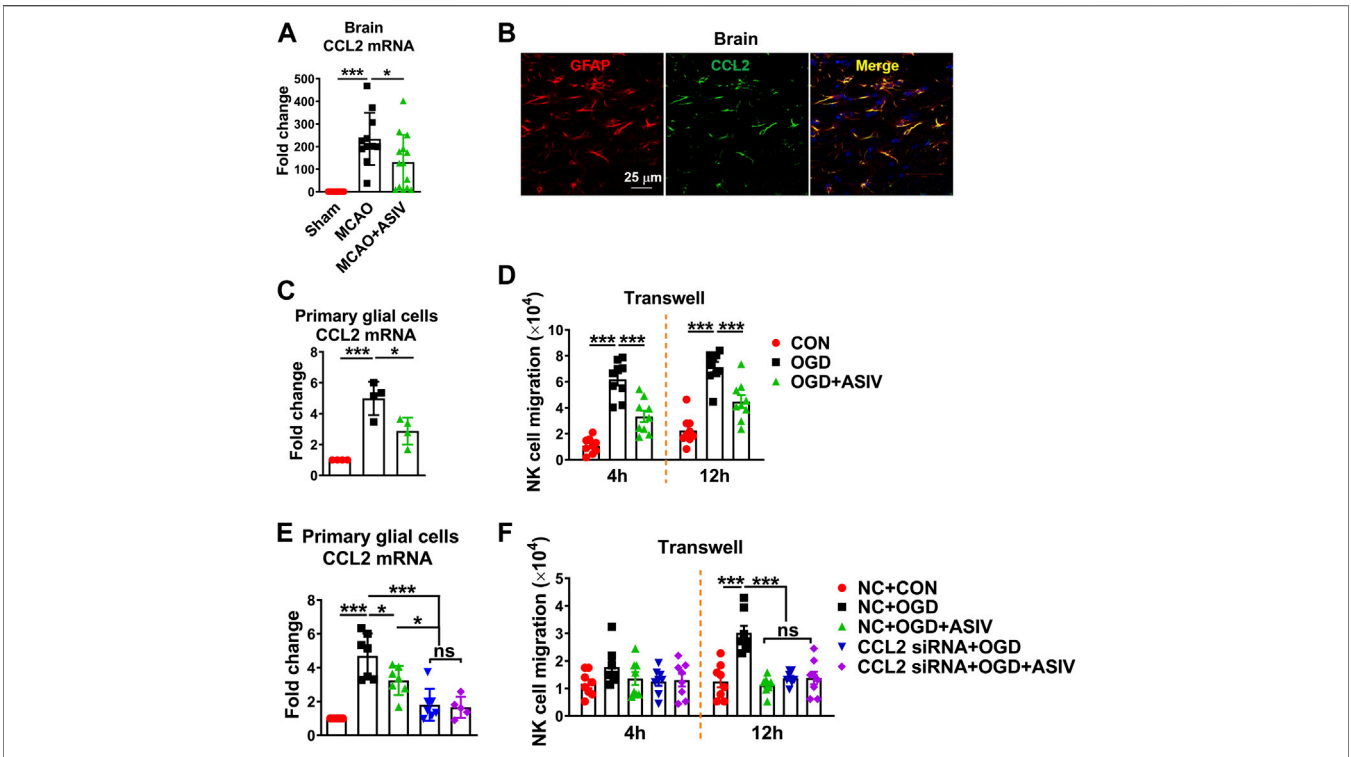 A
Brain
CCL2 mRNA
*** *
Fold change
500
400
300
200
100
0
Sham
MCAO
MCAO+ASIV
B
Brain
GFAP
CCL2
Merge
25 μm
C
Primary glial cells
CCL2 mRNA
*** *
Fold change
8
6
4
2
0
D
Transwell
NK cell migration (×10⁴)
10
8
6
4
2
0
*** ***
*** ***
4h
12h
CON
OGD
OGD+ASIV
E
Primary glial cells
CCL2 mRNA
Fold change
8
6
4
2
0
***
*** *
*
ns
F
Transwell
NK cell migration (×10⁴)
5
4
3
2
1
0
*** ***
ns
4h
12h
NC+CON
NC+OGD
NC+OGD+ASIV
CCL2 siRNA+OGD
CCL2 siRNA+OGD+ASIV